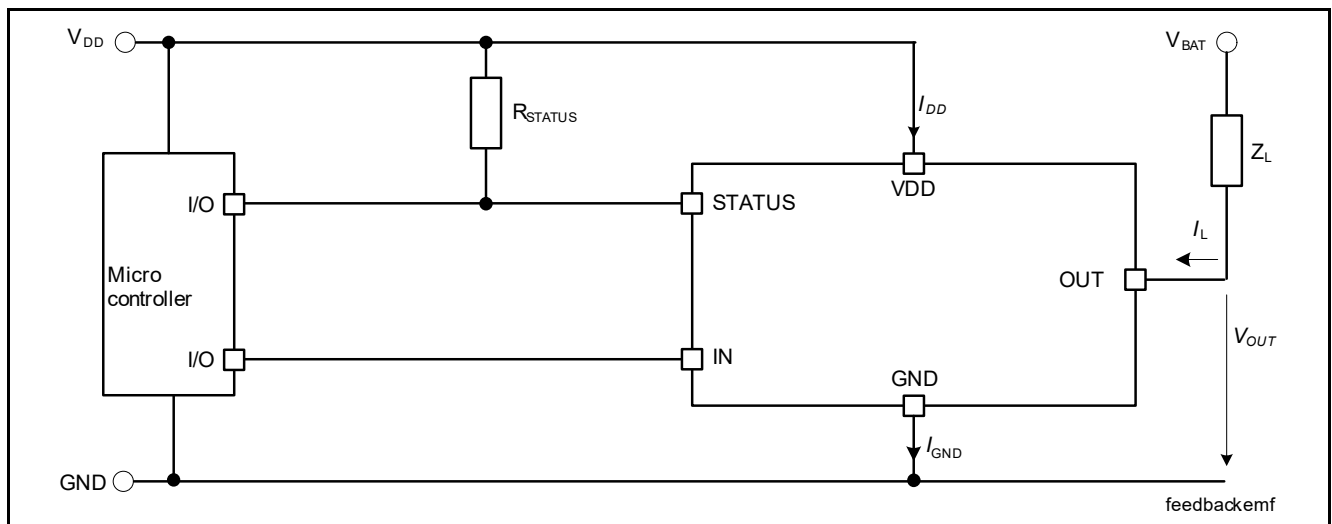 VDD
VBAT
IDD
RSTATUS
ZL
VDD
I/O
STATUS
IL
Micro
controller
OUT
I/O
IN
VOUT
GND
IGND
GND
feedbackemf